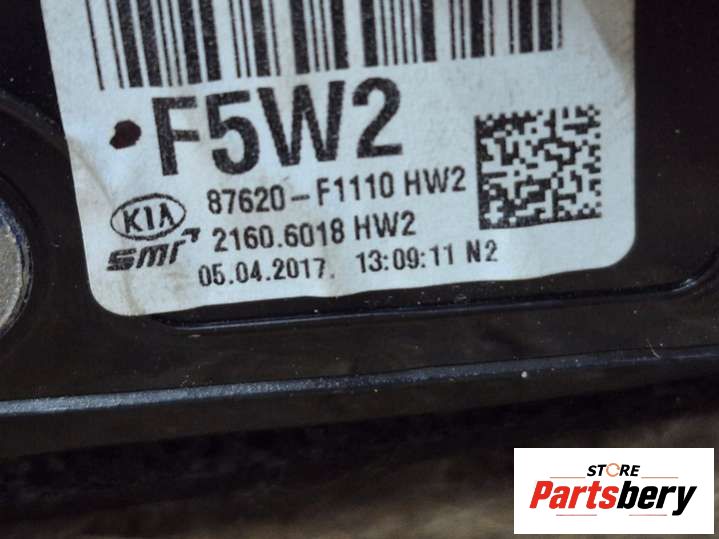 F5W2
KIA
87620-F1110 HW2
SMR
2160.6018 HW2
05.04.2017. 13:09:11 N2
STORE
Partsbery